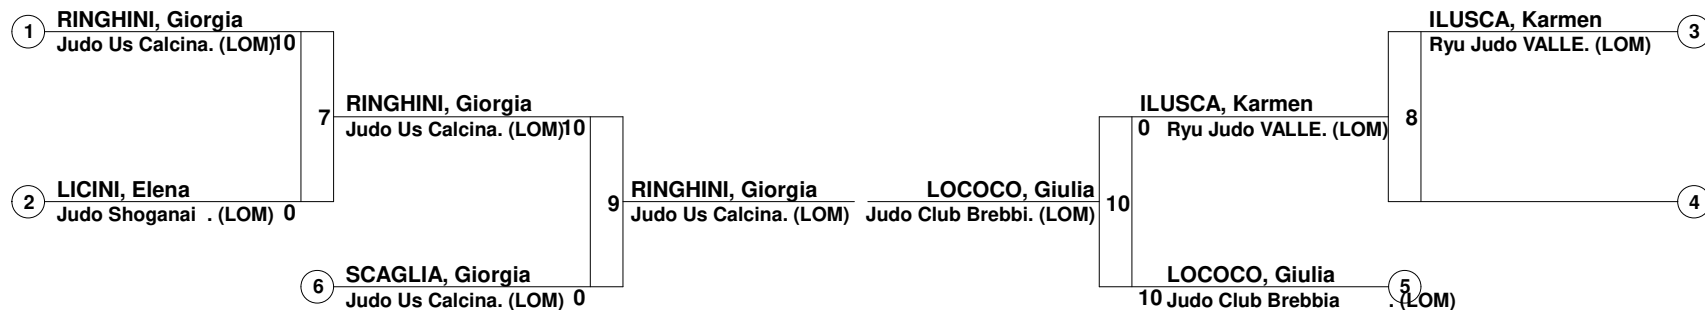 1 RINGHINI, Giorgia
Judo Us Calcina. (LOM) 10
2 LICINI, Elena
Judo Shoganai . (LOM) 0
7
RINGHINI, Giorgia
Judo Us Calcina. (LOM) 10
6 SCAGLIA, Giorgia
Judo Us Calcina. (LOM) 0
9
RINGHINI, Giorgia
Judo Us Calcina. (LOM)
LOCOCO, Giulia
Judo Club Brebbi. (LOM)
10
ILUSCA, Karmen
0 Ryu Judo VALLE. (LOM)
LOCOCO, Giulia 5
10 Judo Club Brebbia . (LOM)
8
ILUSCA, Karmen 3
Ryu Judo VALLE. (LOM)
4